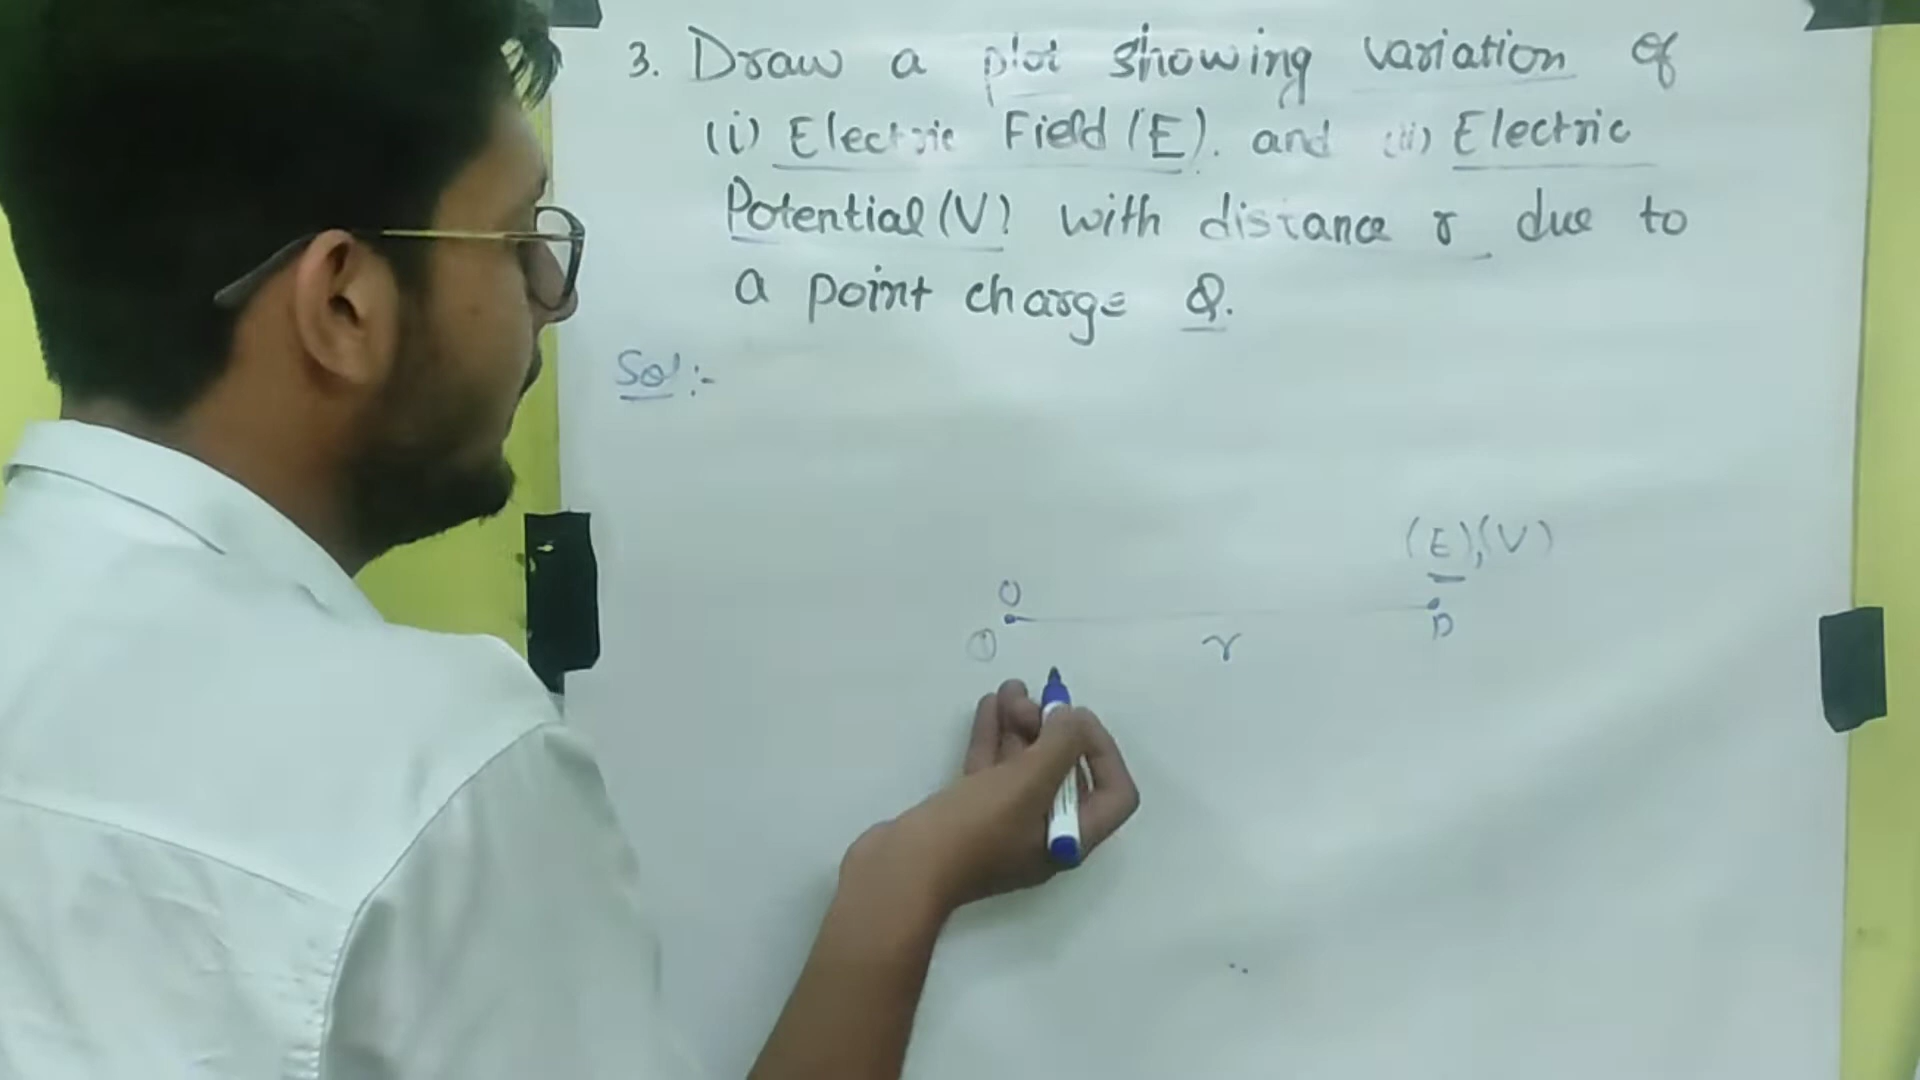 3. Draw a plot showing variation of
(i) Electric Field (E). and (ii) Electric
Potential (V) with distance r due to
a point charge Q.
Sol :-
(E),(V)
O
r